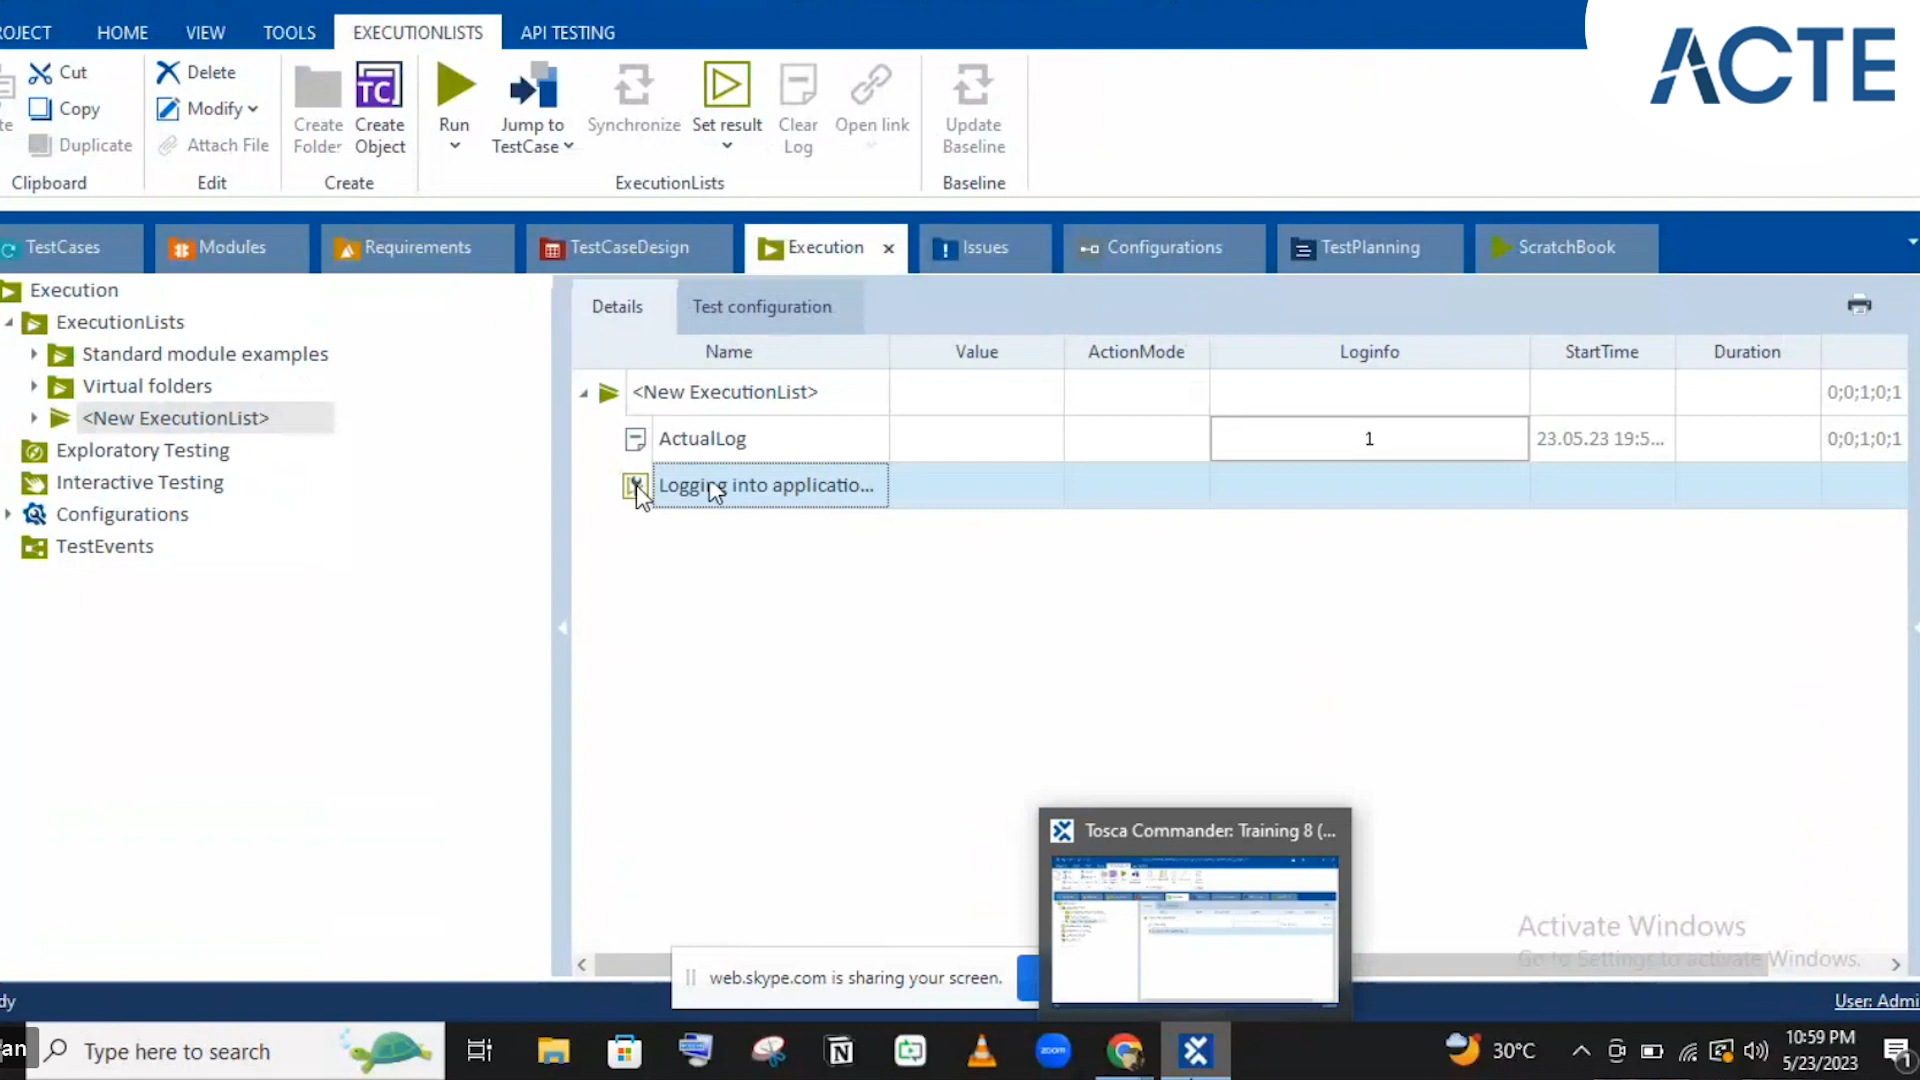 ROJECT HOME VIEW TOOLS EXECUTIONLISTS API TESTING
ACTE
Cut
Copy
Duplicate
Clipboard
Delete
Modify
Attach File
Edit
Create Folder
Create Object
Create
Run
Jump to TestCase
Synchronize
Set result
Clear Log
Open link
ExecutionLists
Update Baseline
Baseline
TestCases Modules Requirements TestCaseDesign Execution Issues Configurations TestPlanning ScratchBook
Execution
ExecutionLists
Standard module examples
Virtual folders
<New ExecutionList>
Exploratory Testing
Interactive Testing
Configurations
TestEvents
Details Test configuration
Name Value ActionMode Loginfo StartTime Duration
<New ExecutionList> 0;0;1;0;1
ActualLog 1 23.05.23 19:5... 0;0;1;0;1
Logging into applicatio...
Tosca Commander: Training 8 (...
Activate Windows
Go to Settings to activate Windows.
web.skype.com is sharing your screen.
dy
User: Admi
an
Type here to search
zoom
30°C
10:59 PM
5/23/2023
1